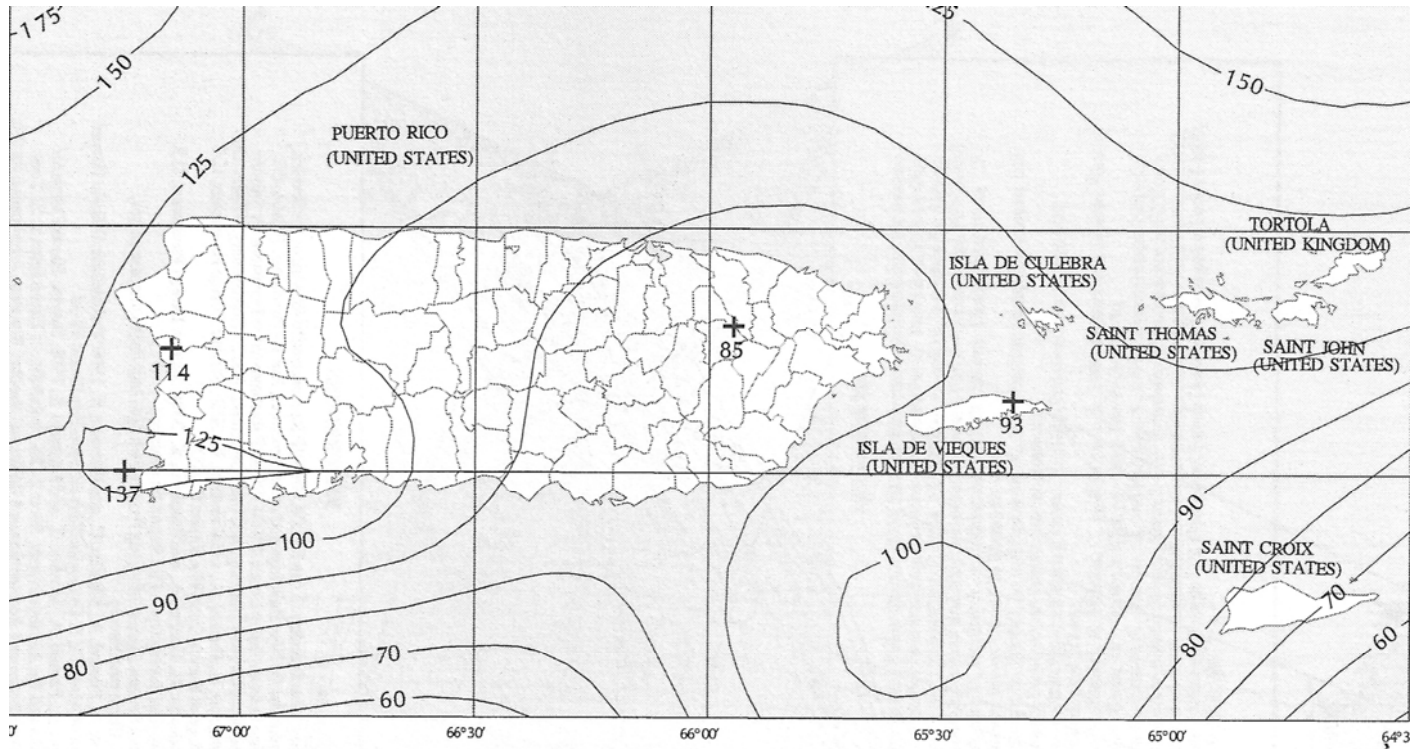 175
150
125
PUERTO RICO
(UNITED STATES)
150
TORTOLA
(UNITED KINGDOM)
ISLA DE CULEBRA
(UNITED STATES)
SAINT THOMAS
(UNITED STATES)
SAINT JOHN
(UNITED STATES)
114
85
93
125
137
ISLA DE VIEQUES
(UNITED STATES)
100
90
80
70
60
100
90
SAINT CROIX
(UNITED STATES)
70
80
60
67°00'
66°30'
66°00'
65°30'
65°00'
64°3